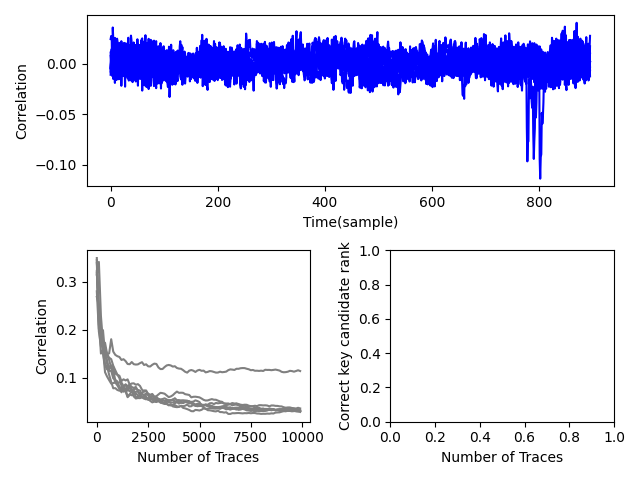 0.00
−0.05
−0.10
Correlation
0 200 400 600 800
Time(sample)
0.3
0.2
0.1
Correlation
0 2500 5000 7500 10000
Number of Traces
1.0
0.8
0.6
0.4
0.2
0.0
Correct key candidate rank
0.0 0.2 0.4 0.6 0.8 1.0
Number of Traces